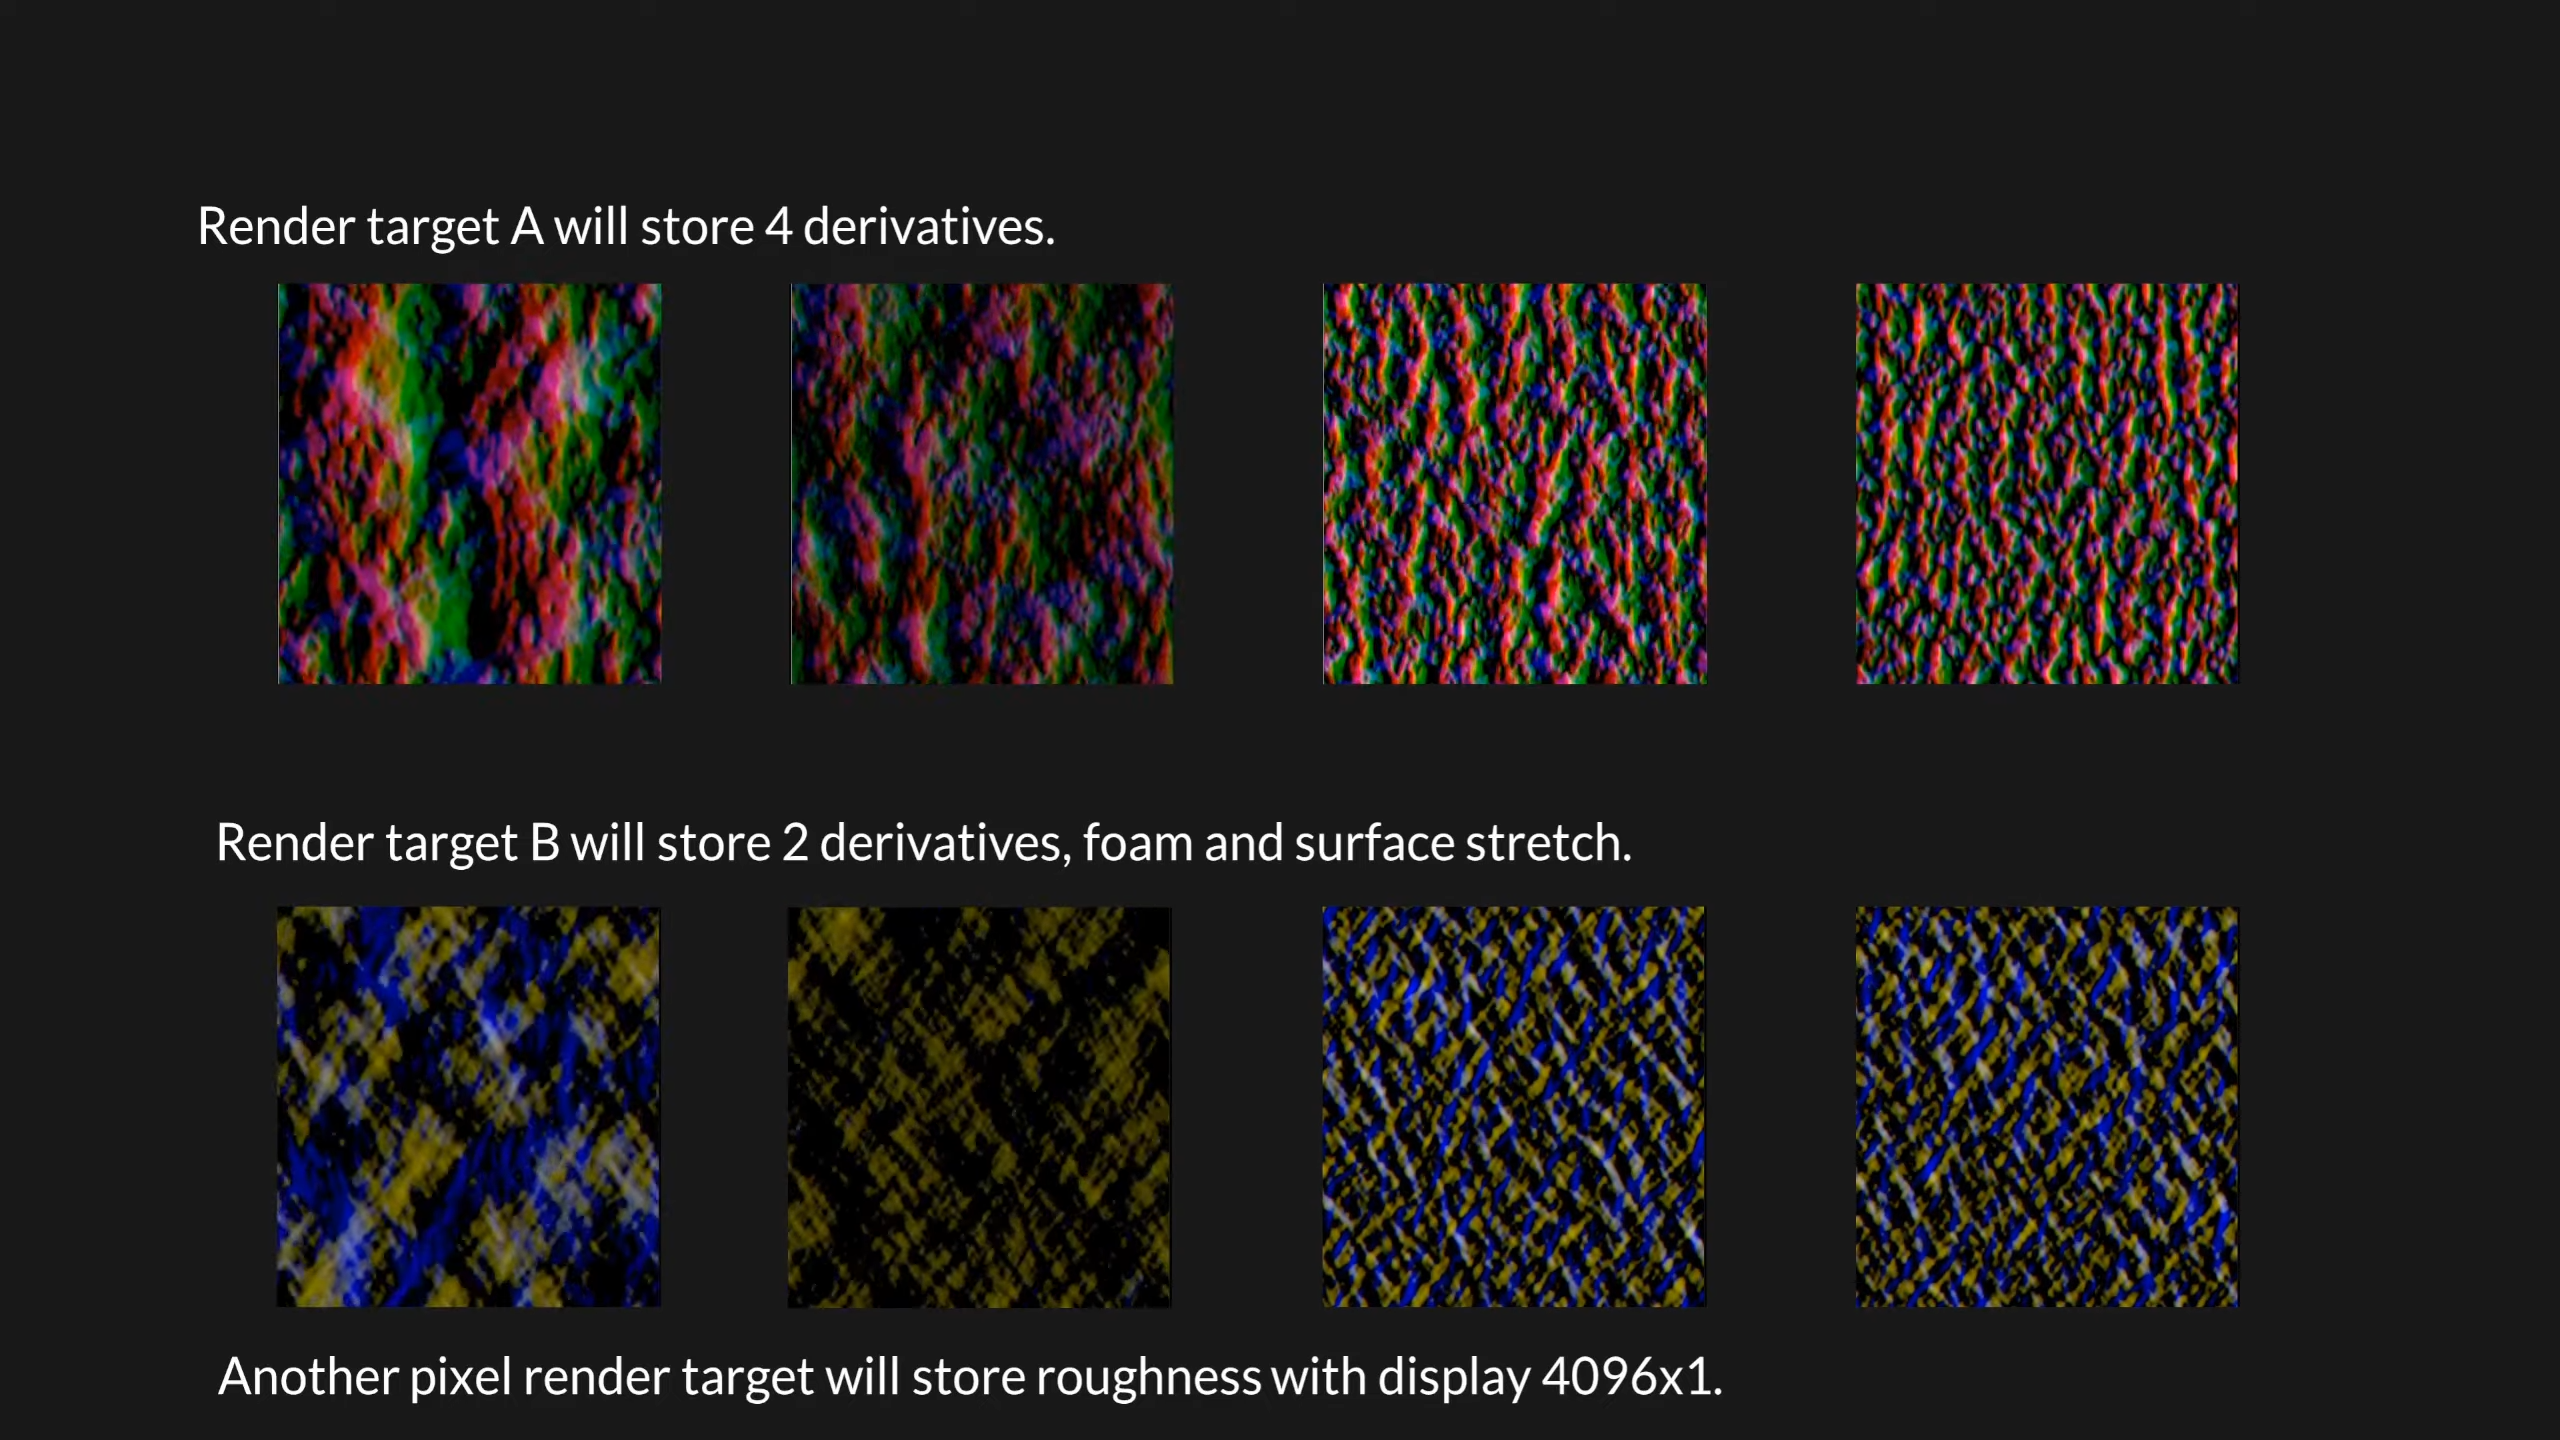 Render target A will store 4 derivatives.
Render target B will store 2 derivatives, foam and surface stretch.
Another pixel render target will store roughness with display 4096x1.